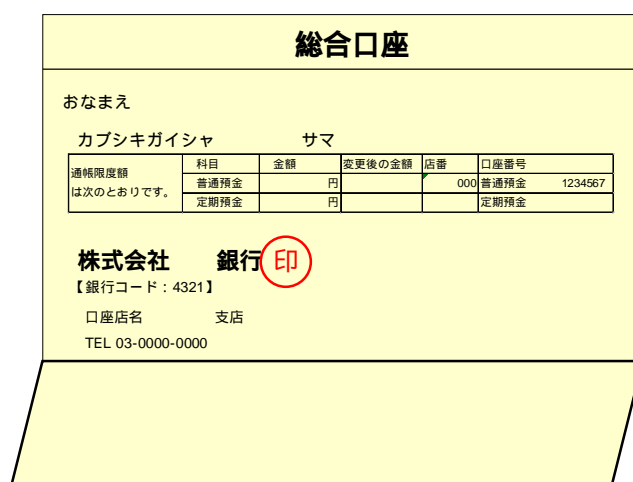 総合口座
おなまえ
カブシキガイシャ サマ
通帳限度額
は次のとおりです。
科目 金額 変更後の金額 店番 口座番号
普通預金 円 000 普通預金 1234567
定期預金 円 定期預金
株式会社 銀行 印
【銀行コード：4321】
口座店名 支店
TEL 03-0000-0000